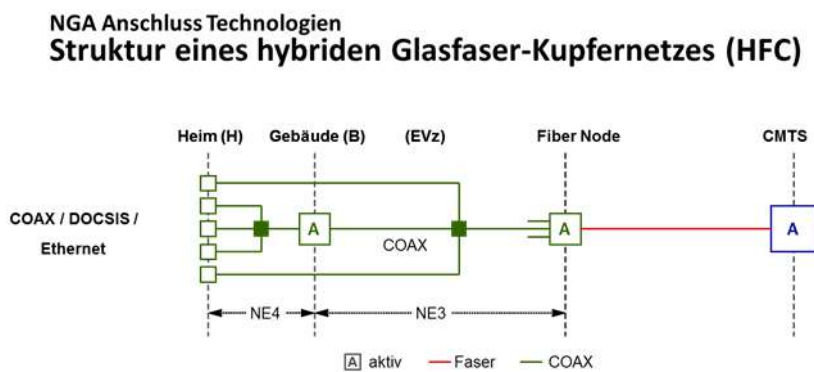 NGA Anschluss Technologien
Struktur eines hybriden Glasfaser-Kupfernetzes (HFC)
Heim (H) Gebäude (B) (EVz) Fiber Node CMTS
COAX / DOCSIS /
Ethernet
A A A
COAX
NE4 NE3
A aktiv Faser COAX